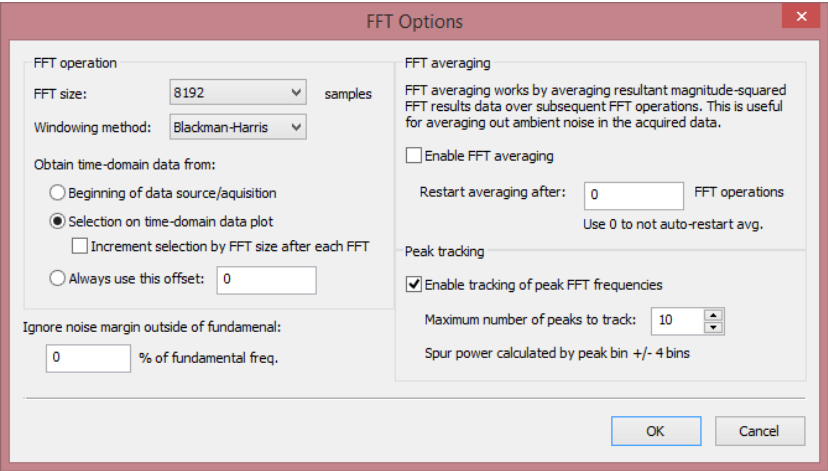 FFT Options
FFT operation
FFT size:
8192
samples
Windowing method:
Blackman-Harris
Obtain time-domain data from:
Beginning of data source/aquisition
Selection on time-domain data plot
Increment selection by FFT size after each FFT
Always use this offset:
0
Ignore noise margin outside of fundamenal:
0
% of fundamental freq.
FFT averaging
FFT averaging works by averaging resultant magnitude-squared
FFT results data over subsequent FFT operations. This is useful
for averaging out ambient noise in the acquired data.
Enable FFT averaging
Restart averaging after:
0
FFT operations
Use 0 to not auto-restart avg.
Peak tracking
Enable tracking of peak FFT frequencies
Maximum number of peaks to track:
10
Spur power calculated by peak bin +/- 4 bins
OK
Cancel